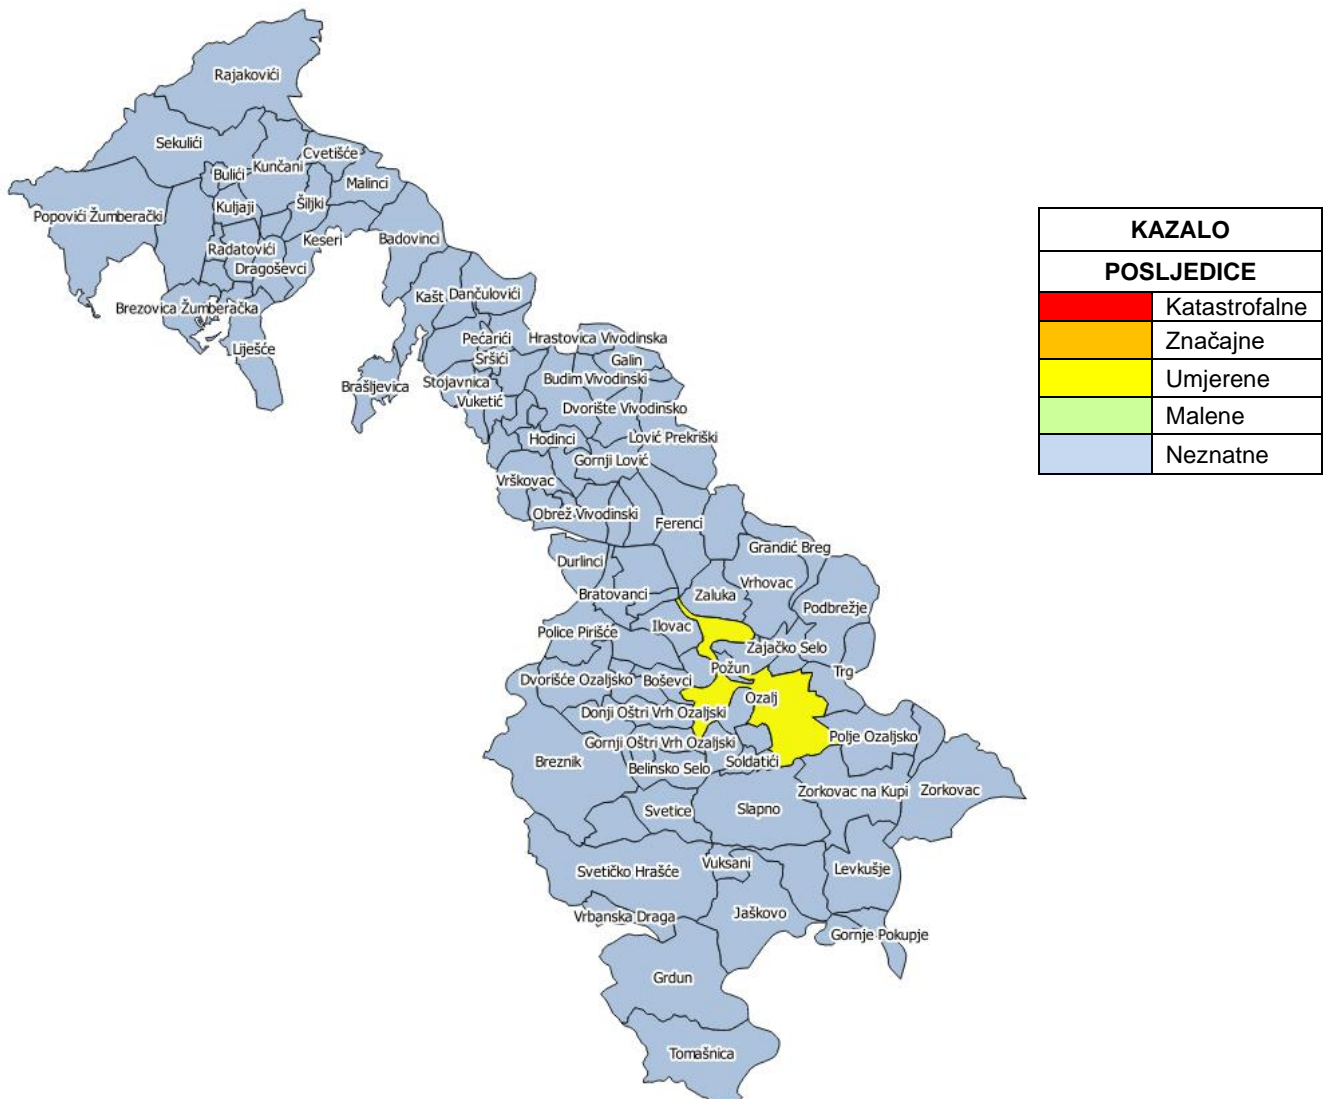 Rajakovići
Sekulići
Cvetišće
Kunčani
Bulići
Malinci
Šiljki
Kuljaji
Popovići Žumberački
Keseri
Badovinci
Radatovići
Dragoševci
Kašt
Dančulovići
Brezovica Žumberačka
Pećarići
Hrastovica Vivodinska
Liješće
Sršići
Galin
Brašljevica
Stojavnica
Budim Vivodinski
Vuketić
Dvorište Vivodinsko
Hodinci
Lović Prekriški
Gornji Lović
Vrškovac
Obrež Vivodinski
Ferenci
Grandić Breg
Durlinci
Vrhovac
Bratovanci
Zaluka
Podbrežje
Ilovac
Police Pirišće
Zajačko Selo
Požun
Trg
Dvorišće Ozaljsko
Boševci
Ozalj
Donji Oštri Vrh Ozaljski
Polje Ozaljsko
Gornji Oštri Vrh Ozaljski
Breznik
Soldatići
Belinsko Selo
Zorkovac na Kupi
Zorkovac
Svetice
Slapno
Vuksani
Svetičko Hrašće
Levkušje
Vrbanska Draga
Jaškovo
Gornje Pokupje
Grdun
Tomašnica
KAZALO
POSLJEDICE
Katastrofalne
Značajne
Umjerene
Malene
Neznatne